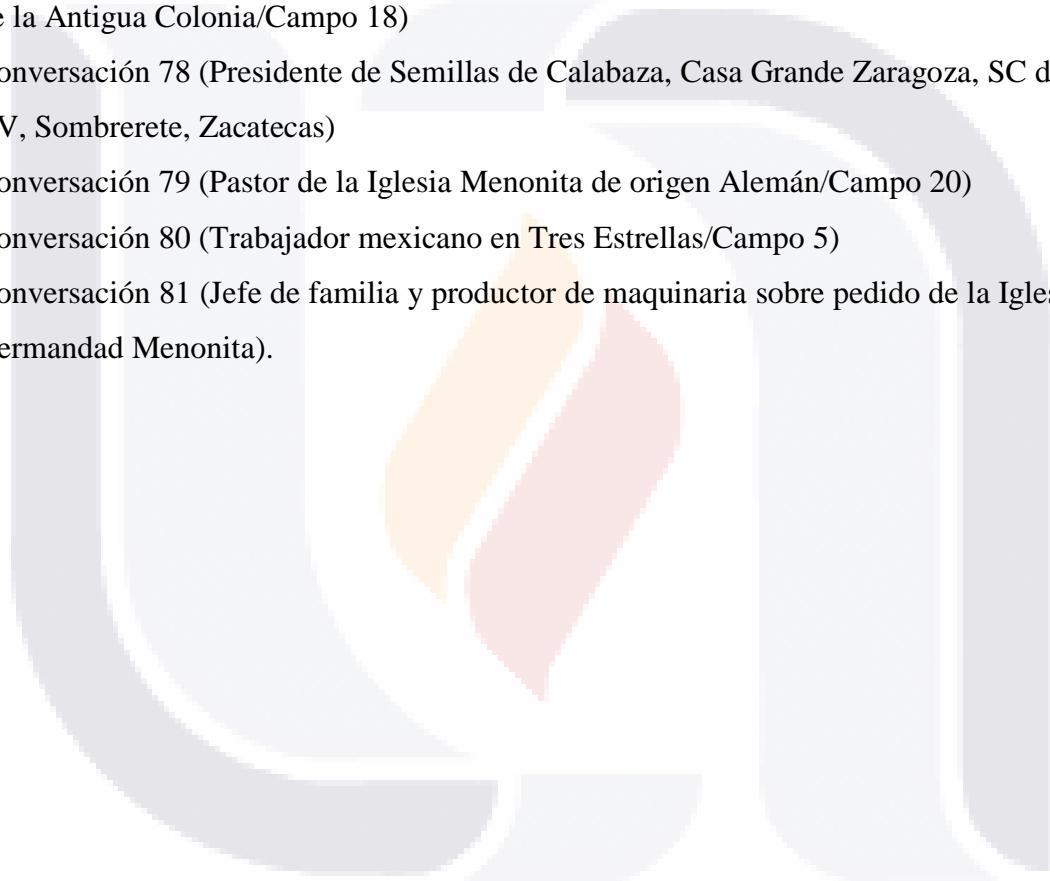 e la Antigua Colonia/Campo 18)
onversación 78 (Presidente de Semillas de Calabaza, Casa Grande Zaragoza, SC d
V, Sombrerete, Zacatecas)
onversación 79 (Pastor de la Iglesia Menonita de origen Alemán/Campo 20)
onversación 80 (Trabajador mexicano en Tres Estrellas/Campo 5)
onversación 81 (Jefe de familia y productor de maquinaria sobre pedido de la Igles
ermandad Menonita).